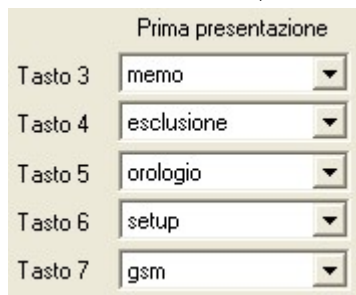 Prima presentazione
Tasto 3 memo
Tasto 4 esclusione
Tasto 5 orologio
Tasto 6 setup
Tasto 7 gsm